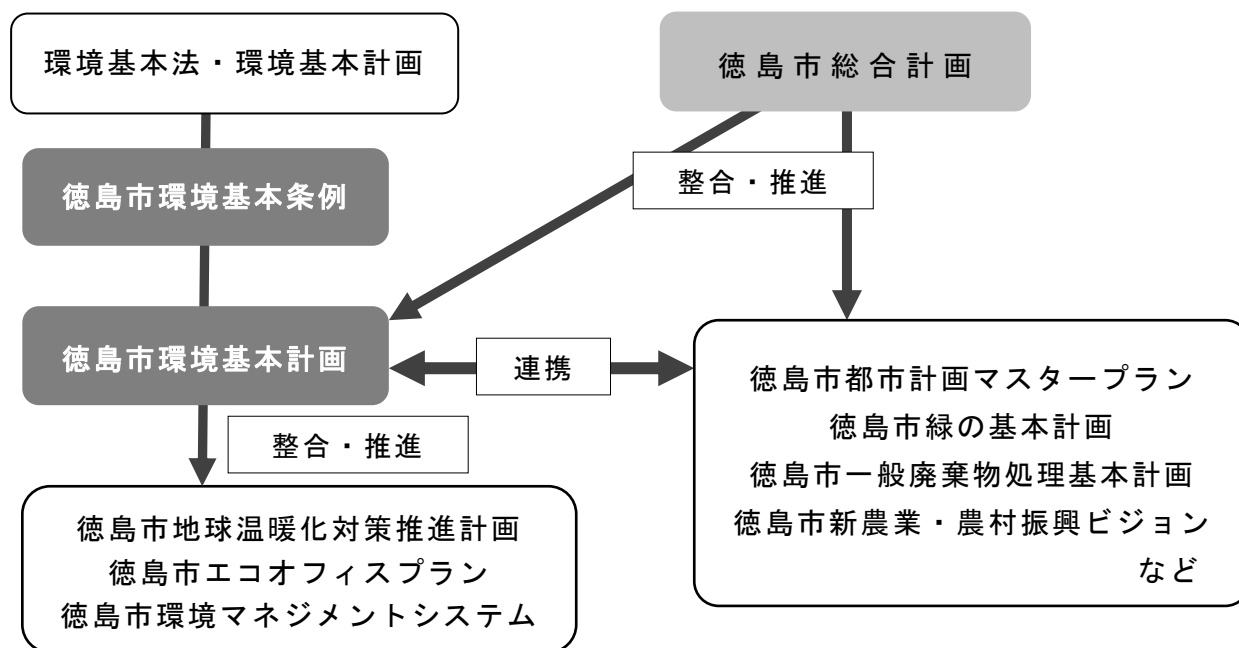 環境基本法・環境基本計画
徳島市総合計画
徳島市環境基本条例
整合・推進
徳島市環境基本計画
連携
整合・推進
徳島市都市計画マスタープラン
徳島市緑の基本計画
徳島市一般廃棄物処理基本計画
徳島市新農業・農村振興ビジョン
など
徳島市地球温暖化対策推進計画
徳島市エコオフィスプラン
徳島市環境マネジメントシステム